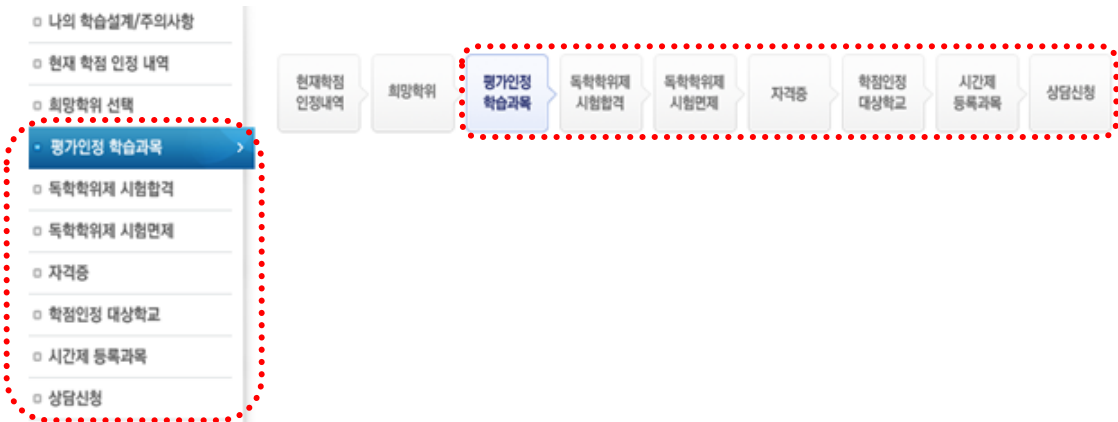 나의 학습설계/주의사항
현재 학점 인정 내역
희망학위 선택
평가인정 학습과목
독학학위제 시험합격
독학학위제 시험면제
자격증
학점인정 대상학교
시간제 등록과목
상담신청
현재학점
인정내역
희망학위
평가인정
학습과목
독학학위제
시험합격
독학학위제
시험면제
자격증
학점인정
대상학교
시간제
등록과목
상담신청